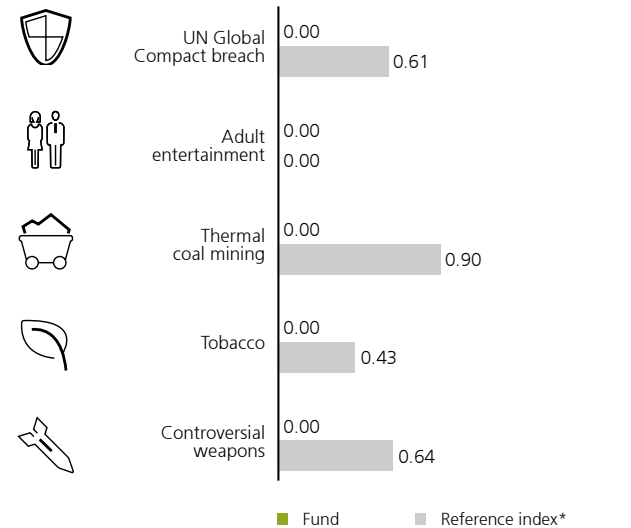 UN Global
Compact breach
0.00
0.61
Adult
entertainment
0.00
0.00
Thermal
coal mining
0.00
0.90
Tobacco
0.00
0.43
Controversial
weapons
0.00
0.64
Fund
Reference index*